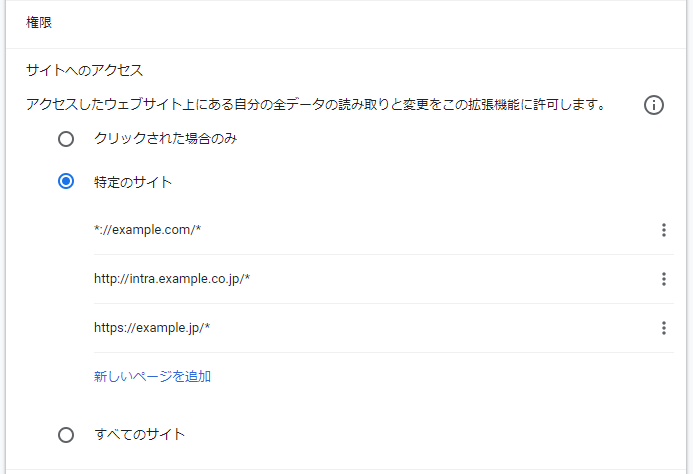 権限
サイトへのアクセス
アクセスしたウェブサイト上にある自分の全データの読み取りと変更をこの拡張機能に許可します。
クリックされた場合のみ
特定のサイト
*://example.com/*
http://intra.example.co.jp/*
https://example.jp/*
新しいページを追加
すべてのサイト